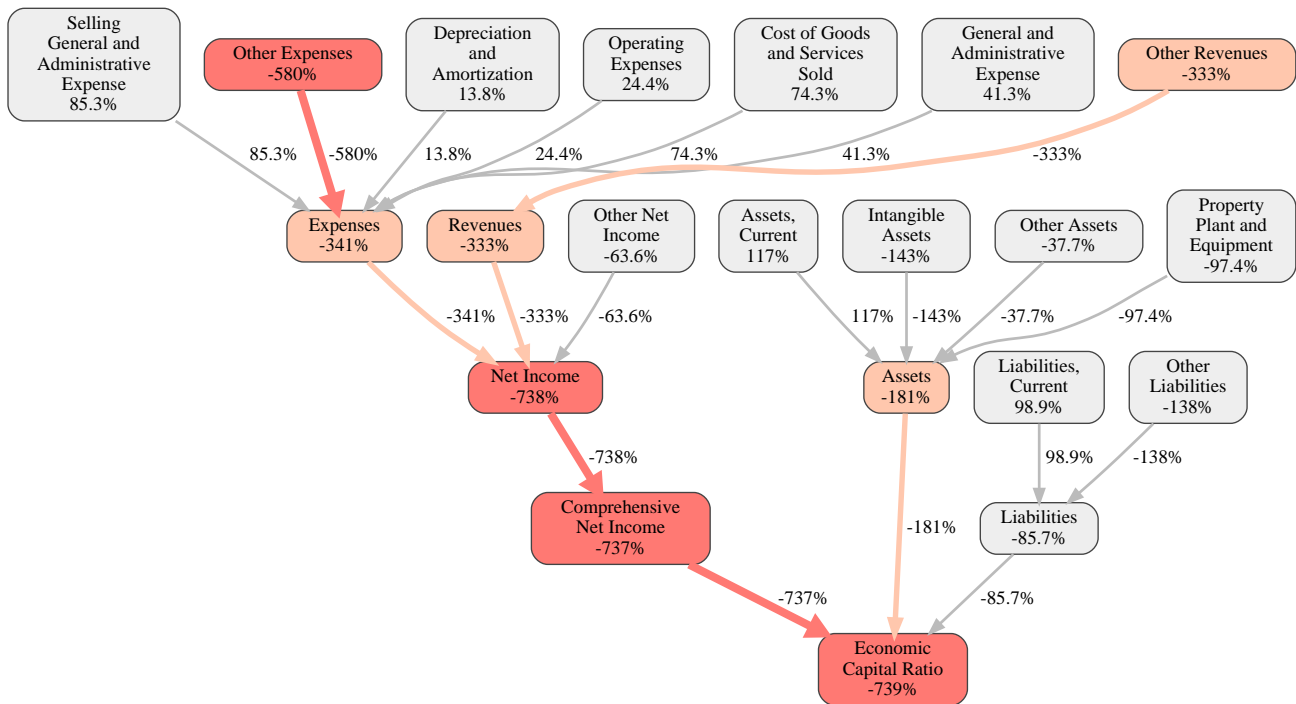 Selling
General and
Administrative
Expense
85.3%
Other Expenses
-580%
Depreciation
and
Amortization
13.8%
Operating
Expenses
24.4%
Cost of Goods
and Services
Sold
74.3%
General and
Administrative
Expense
41.3%
Other Revenues
-333%
85.3%
-580%
13.8%
24.4%
74.3%
41.3%
-333%
Expenses
-341%
Revenues
-333%
Other Net
Income
-63.6%
Assets,
Current
117%
Intangible
Assets
-143%
Other Assets
-37.7%
Property
Plant and
Equipment
-97.4%
-341%
-333%
-63.6%
117%
-143%
-37.7%
-97.4%
Net Income
-738%
Assets
-181%
Liabilities,
Current
98.9%
Other
Liabilities
-138%
-738%
98.9%
-138%
Comprehensive
Net Income
-737%
-181%
Liabilities
-85.7%
-737%
-85.7%
Economic
Capital Ratio
-739%